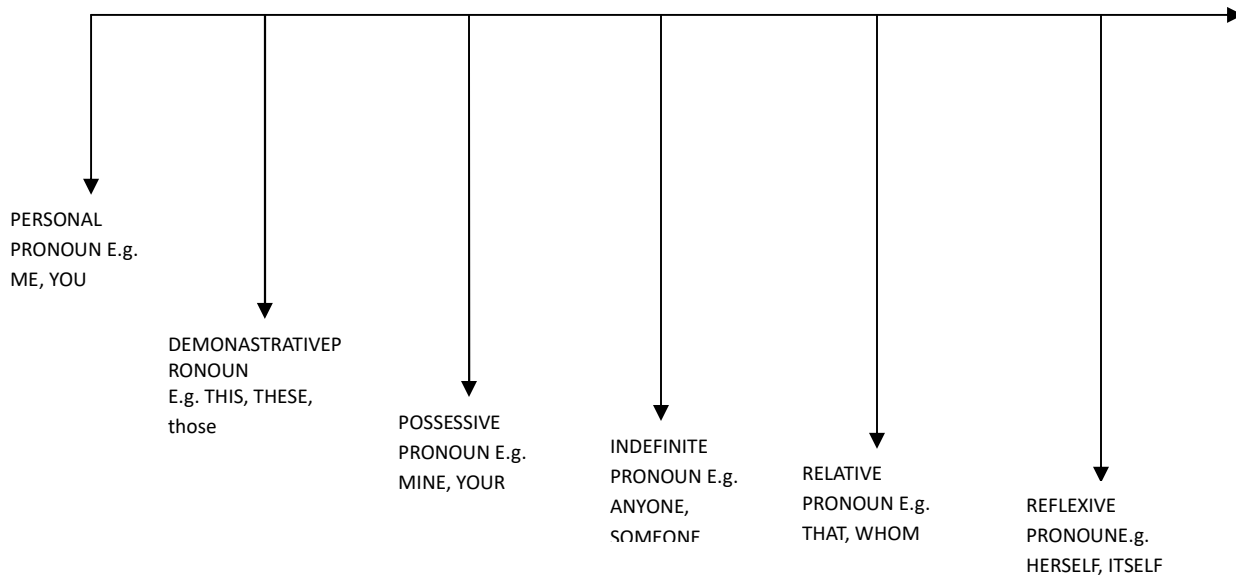 PERSONAL
PRONOUN E.g.
ME, YOU
DEMONASTRATIVEP
RONOUN
E.g. THIS, THESE,
those
POSSESSIVE
PRONOUN E.g.
MINE, YOUR
INDEFINITE
PRONOUN E.g.
ANYONE,
SOMEONE
RELATIVE
PRONOUN E.g.
THAT, WHOM
REFLEXIVE
PRONOUNE.g.
HERSELF, ITSELF